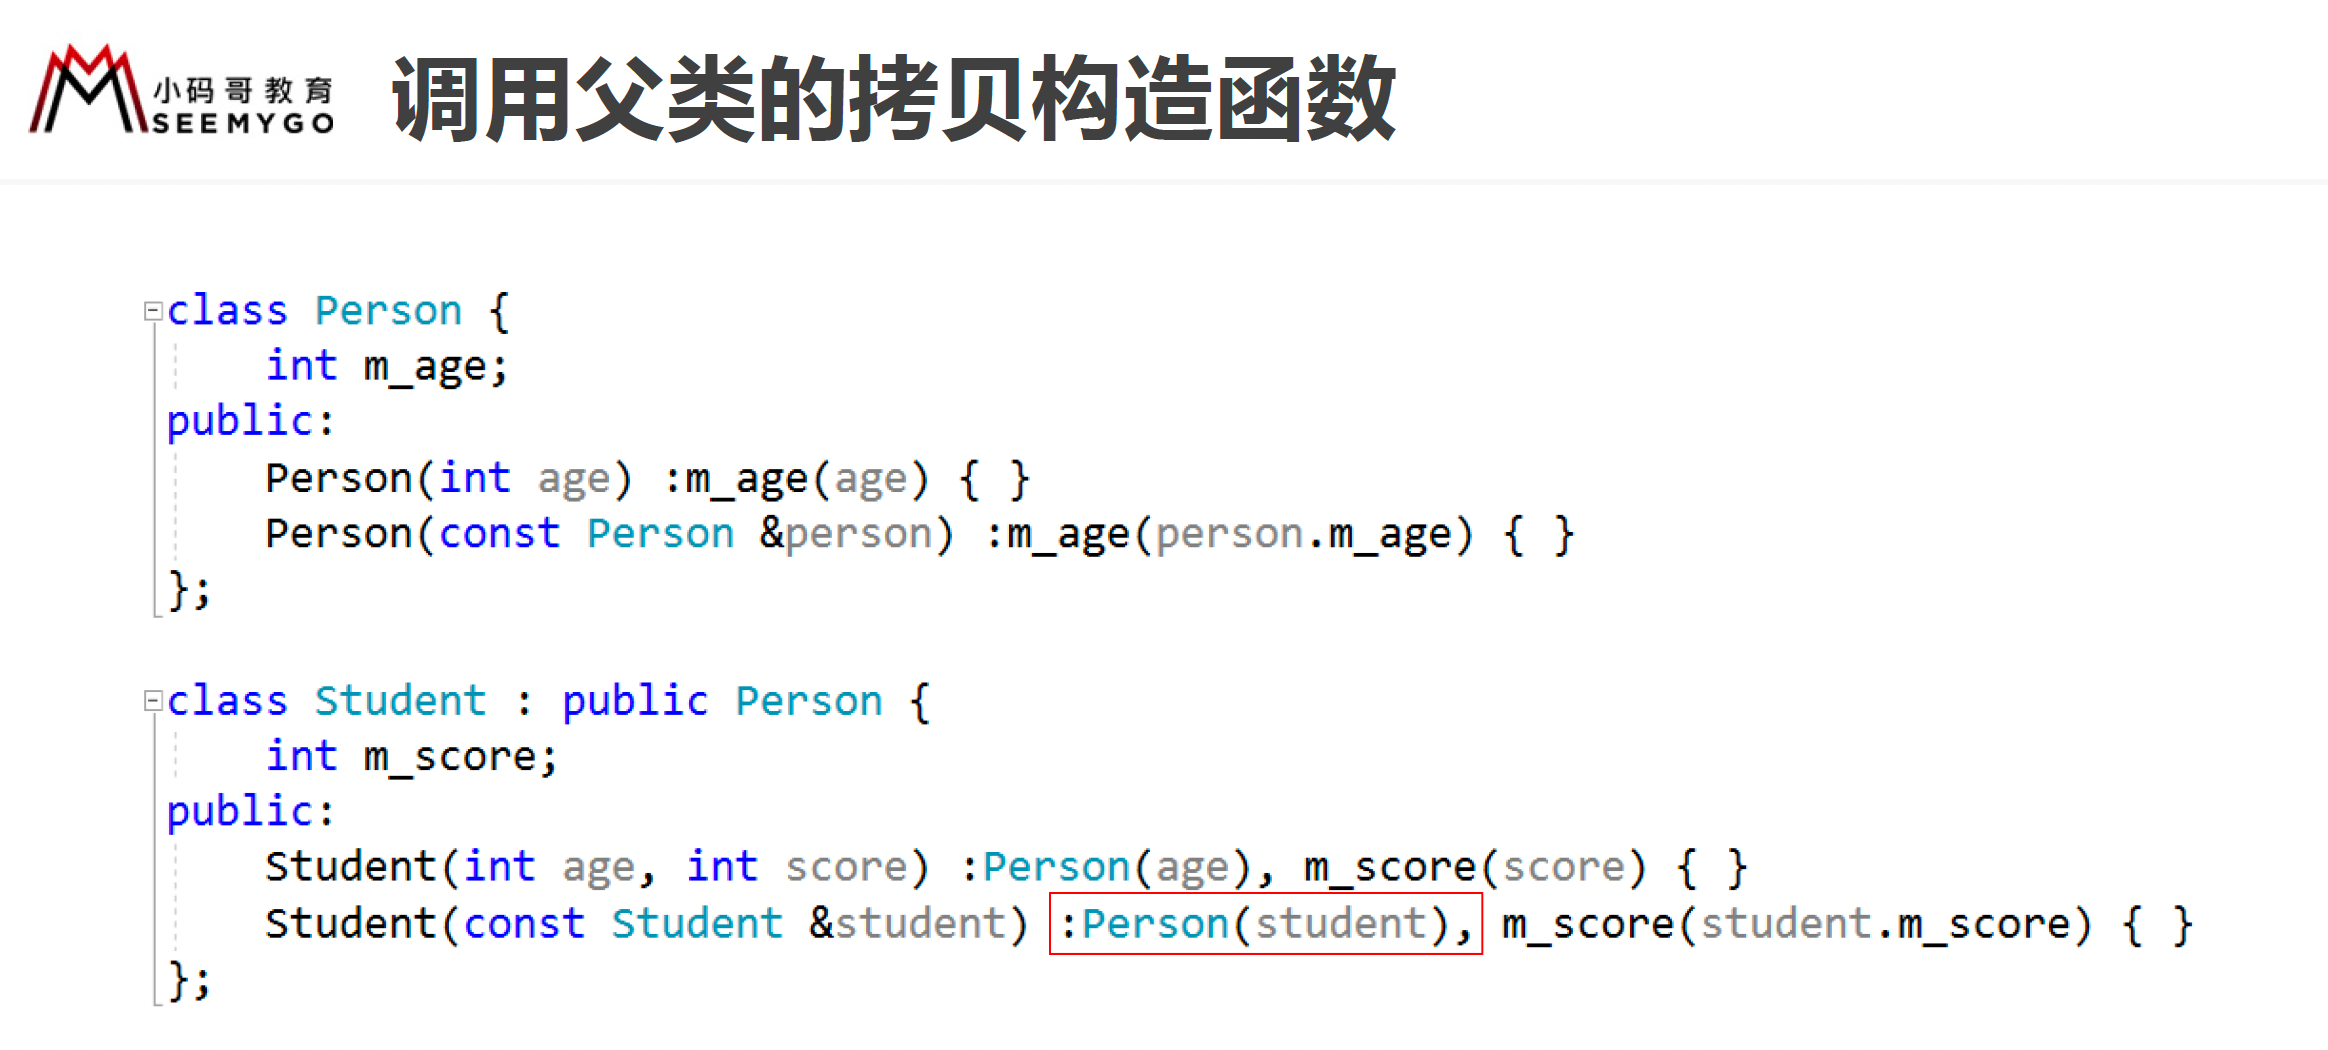 小码哥教育
SEEMYGO
调用父类的拷贝构造函数
class Person {
    int m_age;
public:
    Person(int age) :m_age(age) { }
    Person(const Person &person) :m_age(person.m_age) { }
};
class Student : public Person {
    int m_score;
public:
    Student(int age, int score) :Person(age), m_score(score) { }
    Student(const Student &student) :Person(student), m_score(student.m_score) { }
};